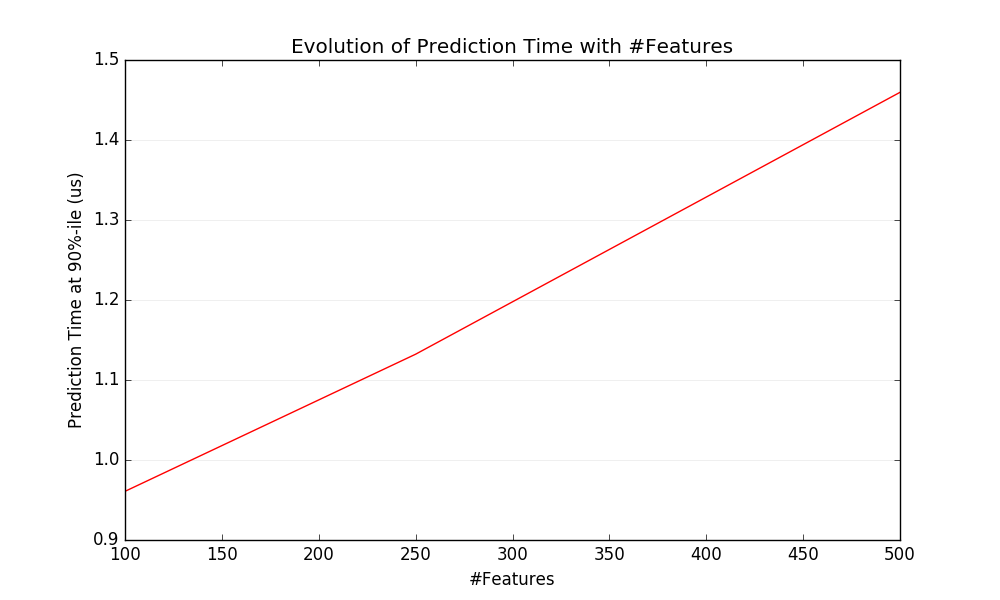 Evolution of Prediction Time with #Features
Prediction Time at 90%-ile (us)
1.5
1.4
1.3
1.2
1.1
1.0
0.9
100 150 200 250 300 350 400 450 500
#Features